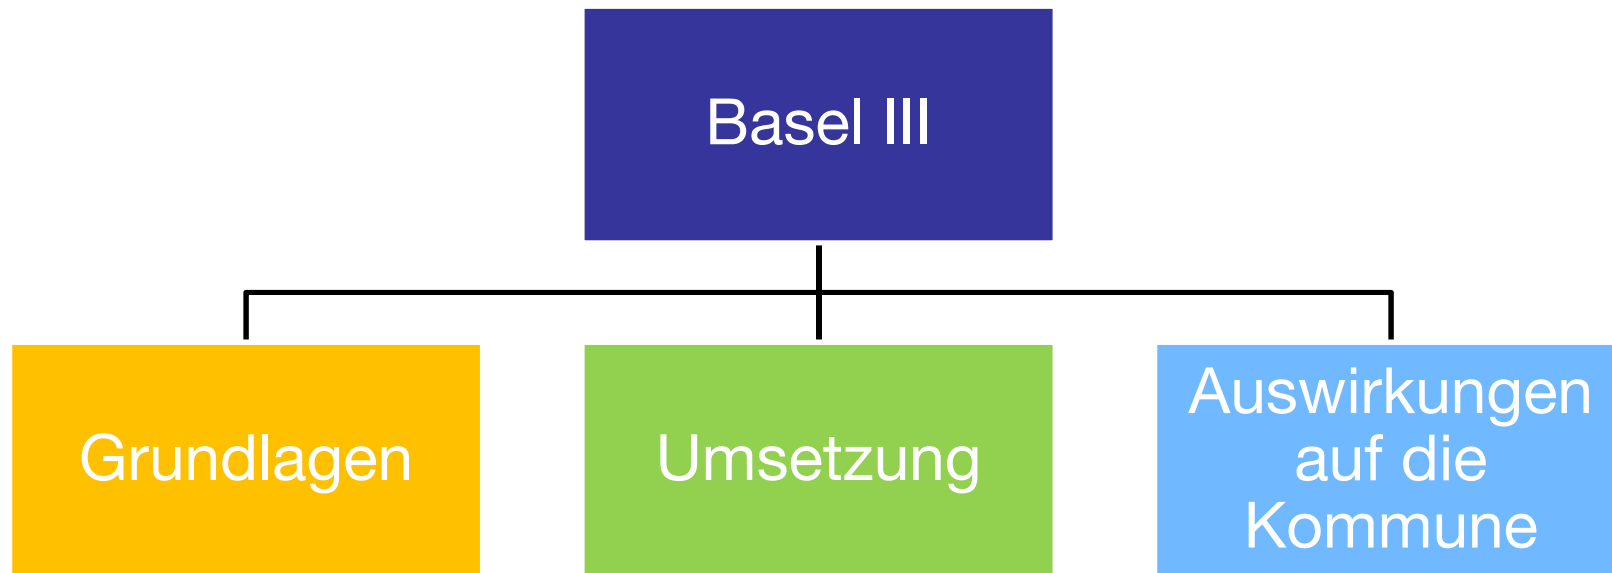 Basel III
Grundlagen
Umsetzung
Auswirkungen
auf die
Kommune